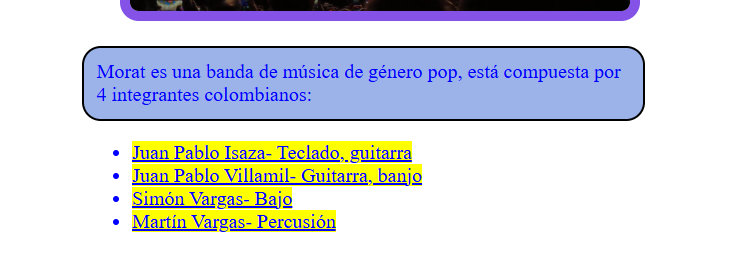 Morat es una banda de música de género pop, está compuesta por
4 integrantes colombianos:
Juan Pablo Isaza- Teclado, guitarra
Juan Pablo Villamil- Guitarra, banjo
Simón Vargas- Bajo
Martín Vargas- Percusión